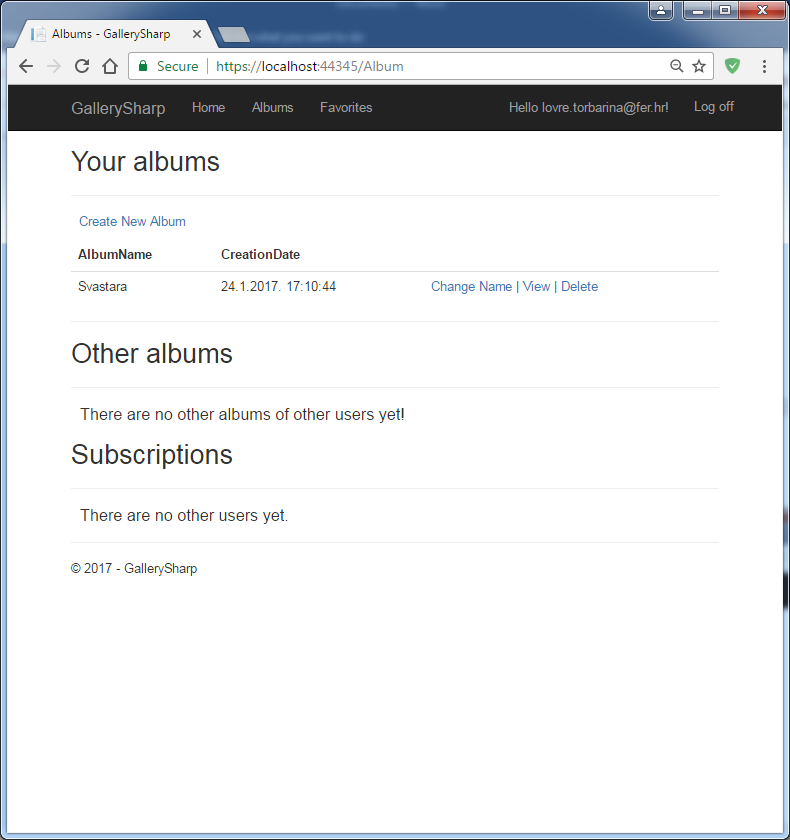 Albums - GallerySharp
Secure https://localhost:44345/Album
GallerySharp Home Albums Favorites Hello lovre.torbarina@fer.hr! Log off
Your albums
Create New Album
AlbumName CreationDate
Svastara 24.1.2017. 17:10:44 Change Name | View | Delete
Other albums
There are no other albums of other users yet!
Subscriptions
There are no other users yet.
© 2017 - GallerySharp